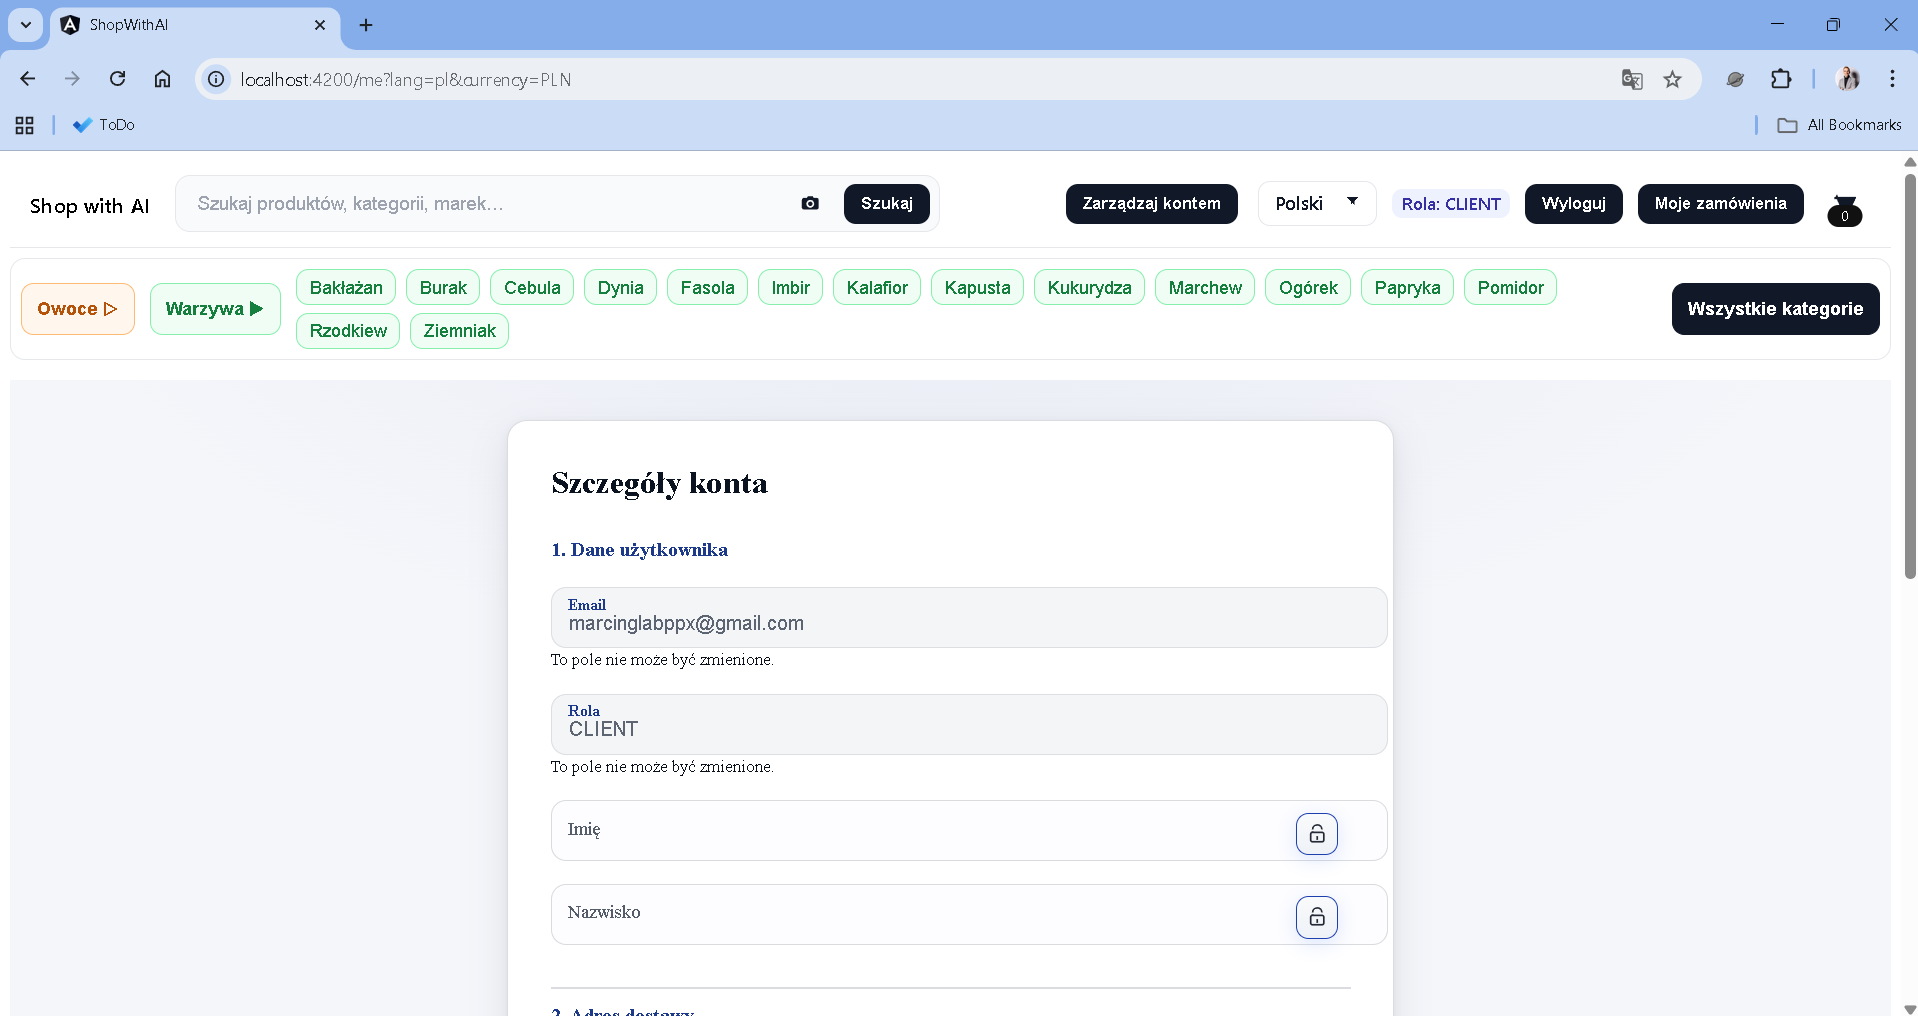 ShopWithAI
localhost:4200/me?lang=pl&currency=PLN
ToDo
All Bookmarks
Shop with AI
Szukaj produktów, kategorii, marek...
Szukaj
Zarządzaj kontem
Polski
Rola: CLIENT
Wyloguj
Moje zamówienia
0
Owoce ▷
Warzywa ▶
Bakłażan Burak Cebula Dynia Fasola Imbir Kalafior Kapusta Kukurydza Marchew Ogórek Papryka Pomidor
Rzodkiew Ziemniak
Wszystkie kategorie
Szczegóły konta
1. Dane użytkownika
Email
marcinglabppx@gmail.com
To pole nie może być zmienione.
Rola
CLIENT
To pole nie może być zmienione.
Imię
Nazwisko
2. Adres dostawy